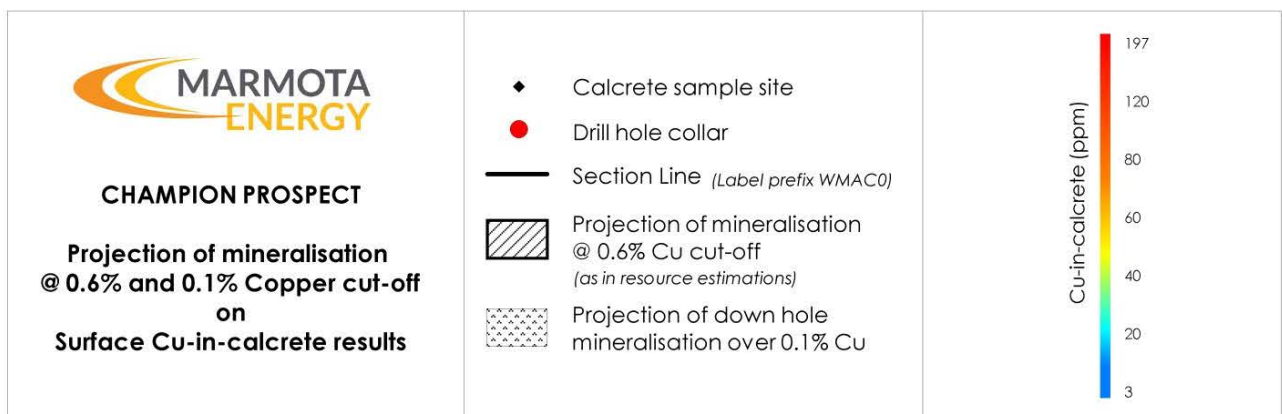 MARMOTA
ENERGY
CHAMPION PROSPECT
Projection of mineralisation
@ 0.6% and 0.1% Copper cut-off
on
Surface Cu-in-calcrete results
Calcrete sample site
Drill hole collar
Section Line (Label prefix WMAC0)
Projection of mineralisation
@ 0.6% Cu cut-off
(as in resource estimations)
Projection of down hole
mineralisation over 0.1% Cu
Cu-in-calcrete (ppm)
197
120
80
60
40
20
3